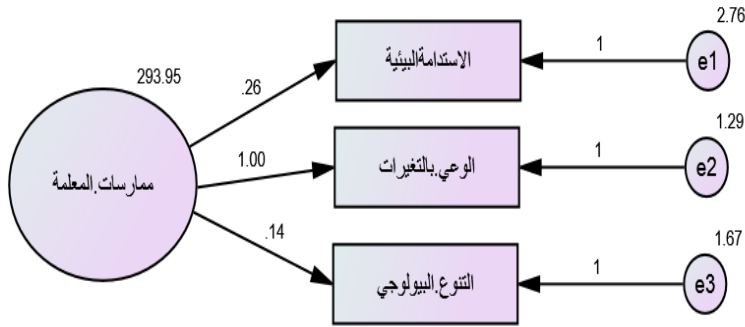 2.76
293.95
الاستدامةالبيئية
1
e1
.26
1.29
1.00
الوعي.بالتغيرات
1
e2
ممارسات.المعلمة
.14
1.67
التنوع.البيولوجي
1
e3